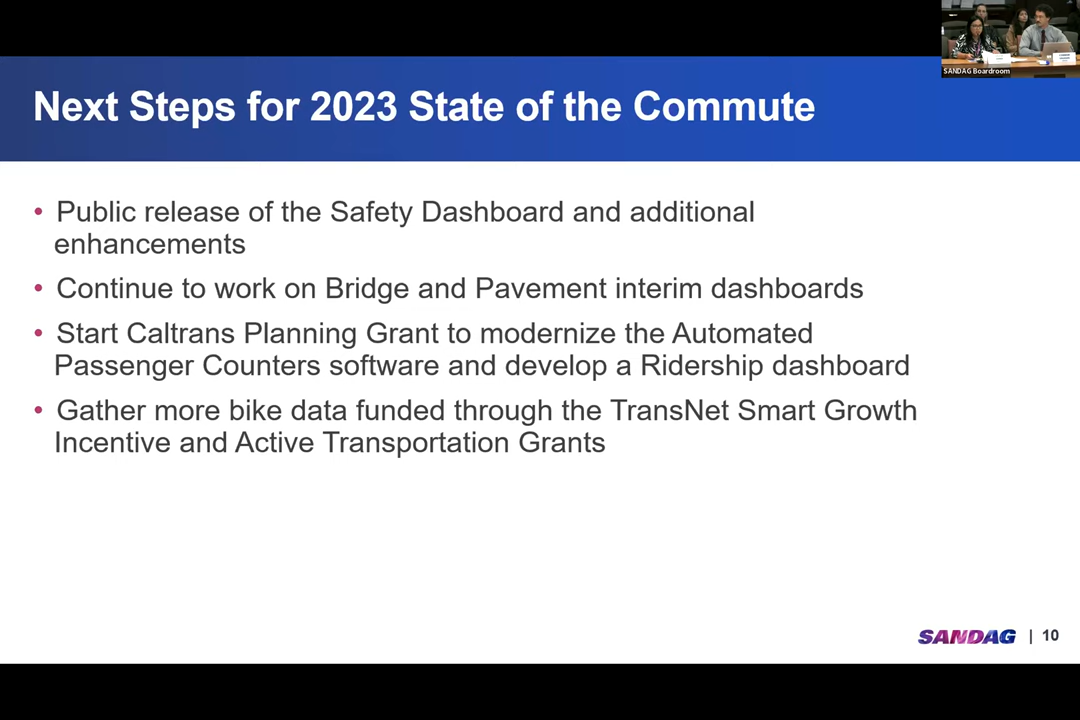 SANDAG Boardroom
Next Steps for 2023 State of the Commute
• Public release of the Safety Dashboard and additional
enhancements
• Continue to work on Bridge and Pavement interim dashboards
• Start Caltrans Planning Grant to modernize the Automated
Passenger Counters software and develop a Ridership dashboard
• Gather more bike data funded through the TransNet Smart Growth
Incentive and Active Transportation Grants
SANDAG | 10